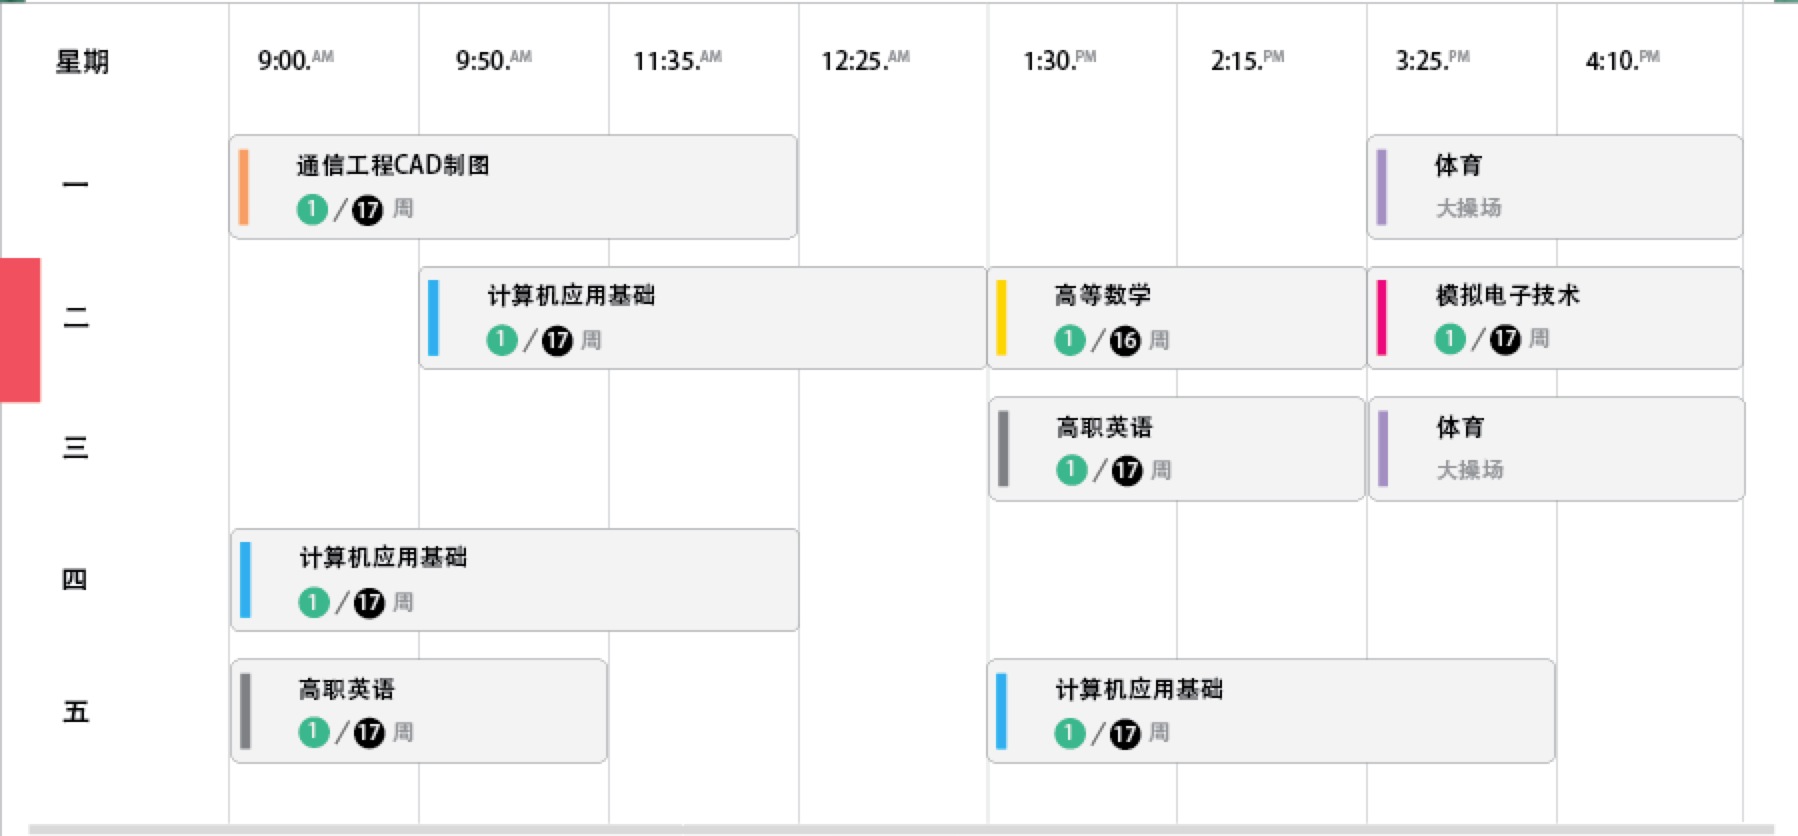 星期 9:00.AM 9:50.AM 11:35.AM 12:25.AM 1:30.PM 2:15.PM 3:25.PM 4:10.PM
一
通信工程CAD制图
1/17 周
体育
大操场
二
计算机应用基础
1/17 周
高等数学
1/16 周
模拟电子技术
1/17 周
三
高职英语
1/17 周
体育
大操场
四
计算机应用基础
1/17 周
五
高职英语
1/17 周
计算机应用基础
1/17 周